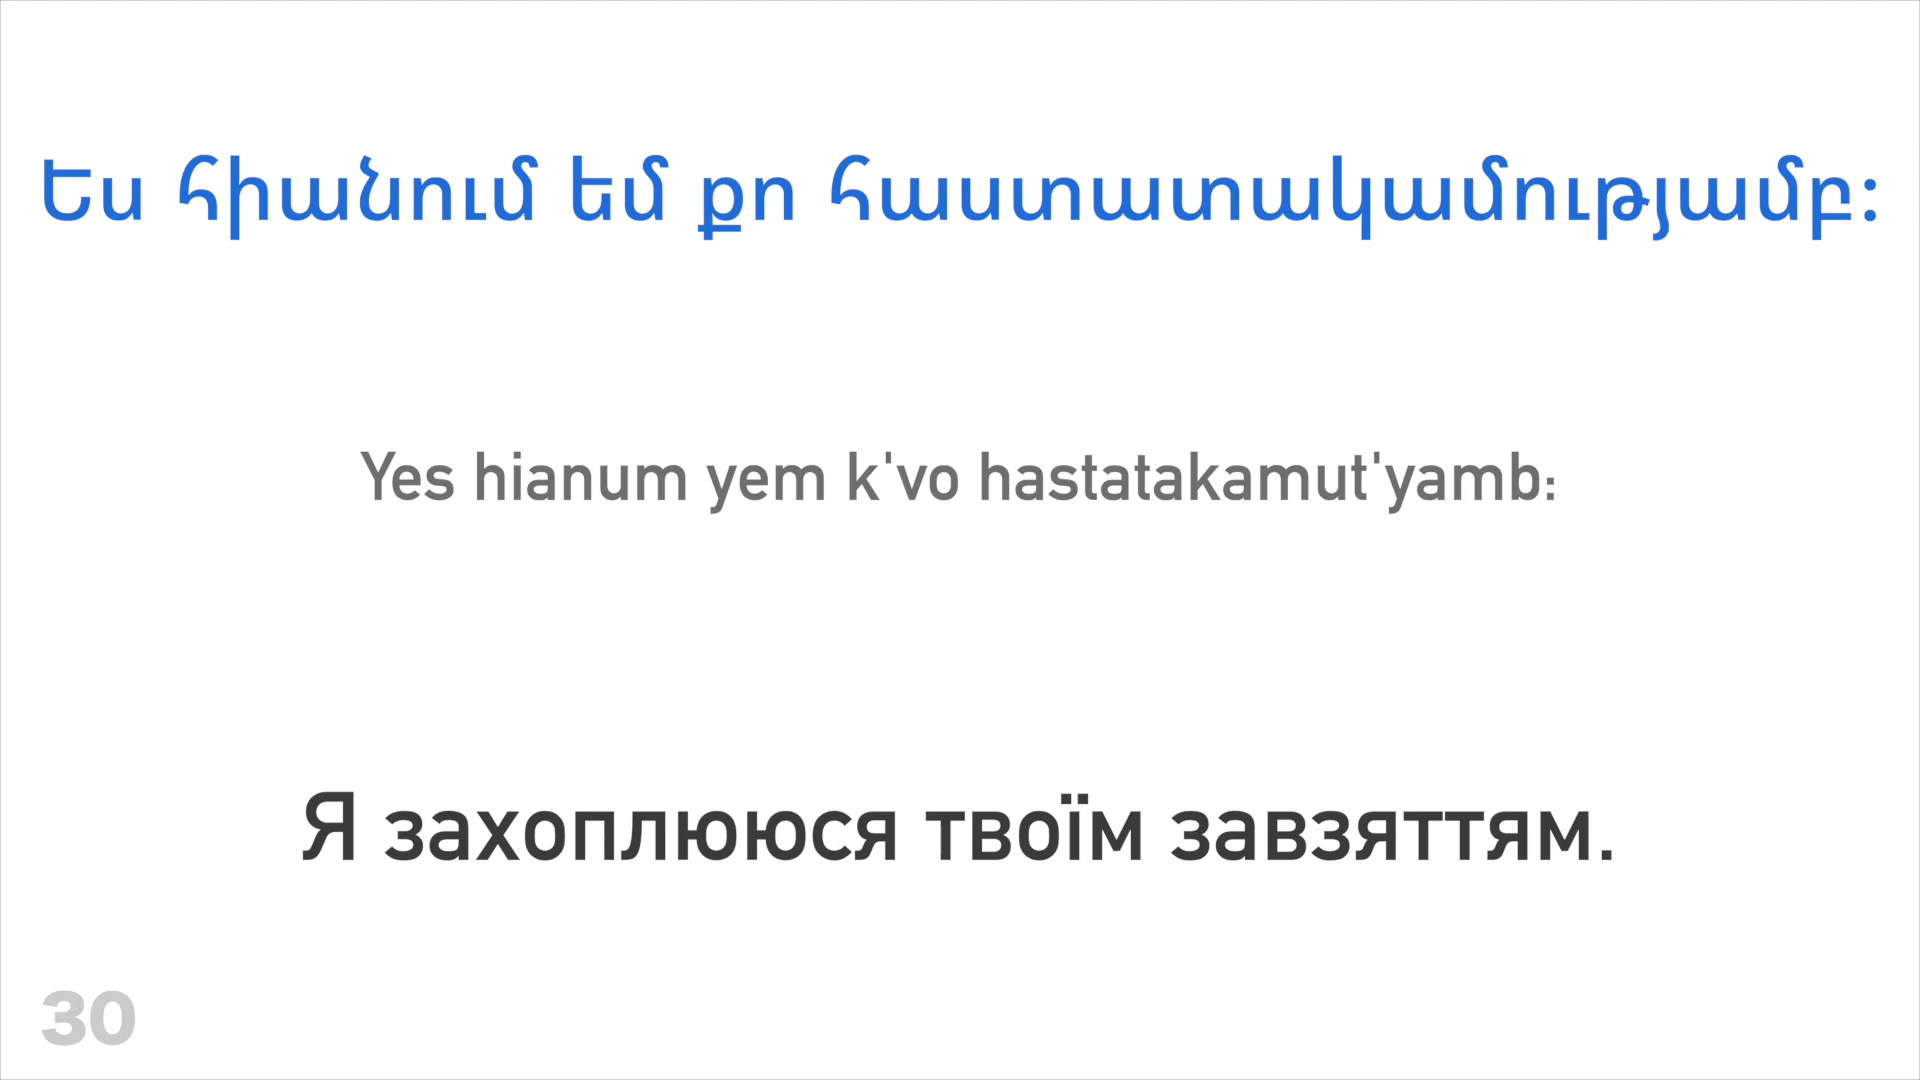 Ես հիանում եմ քո հաստատակամությամբ։
Yes hianum yem k'vo hastatakamut'yamb:
Я захоплююся твоїм завзяттям.
30